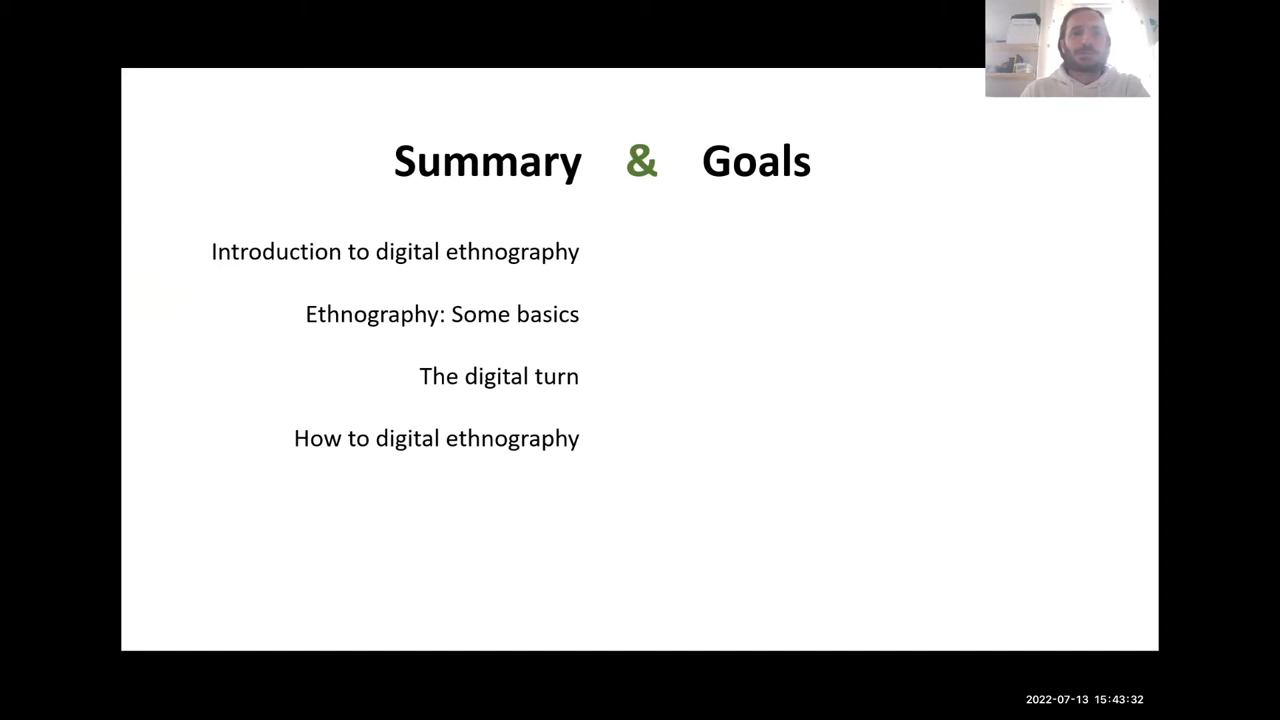 Summary & Goals
Introduction to digital ethnography
Ethnography: Some basics
The digital turn
How to digital ethnography
2022-07-13 15:43:32